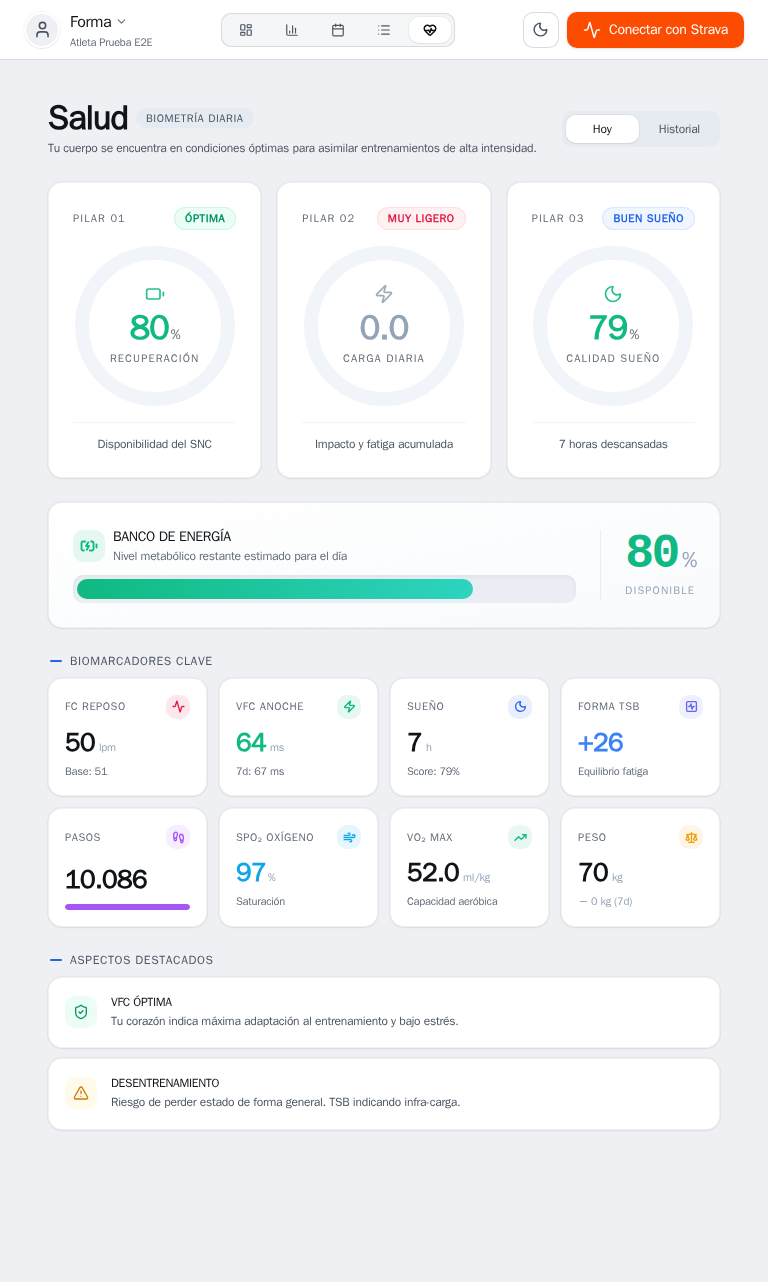 Forma
Atleta Prueba E2E
Conectar con Strava
Salud
BIOMETRÍA DIARIA
Tu cuerpo se encuentra en condiciones óptimas para asimilar entrenamientos de alta intensidad.
Hoy
Historial
PILAR 01
ÓPTIMA
80%
RECUPERACIÓN
Disponibilidad del SNC
PILAR 02
MUY LIGERO
0.0
CARGA DIARIA
Impacto y fatiga acumulada
PILAR 03
BUEN SUEÑO
79%
CALIDAD SUEÑO
7 horas descansadas
BANCO DE ENERGÍA
Nivel metabólico restante estimado para el día
80%
DISPONIBLE
BIOMARCADORES CLAVE
FC REPOSO
50 lpm
Base: 51
VFC ANOCHE
64 ms
7d: 67 ms
SUEÑO
7 h
Score: 79%
FORMA TSB
+26
Equilibrio fatiga
PASOS
10.086
SPO₂ OXÍGENO
97 %
Saturación
VO₂ MAX
52.0 ml/kg
Capacidad aeróbica
PESO
70 kg
— 0 kg (7d)
ASPECTOS DESTACADOS
VFC ÓPTIMA
Tu corazón indica máxima adaptación al entrenamiento y bajo estrés.
DESENTRENAMIENTO
Riesgo de perder estado de forma general. TSB indicando infra-carga.